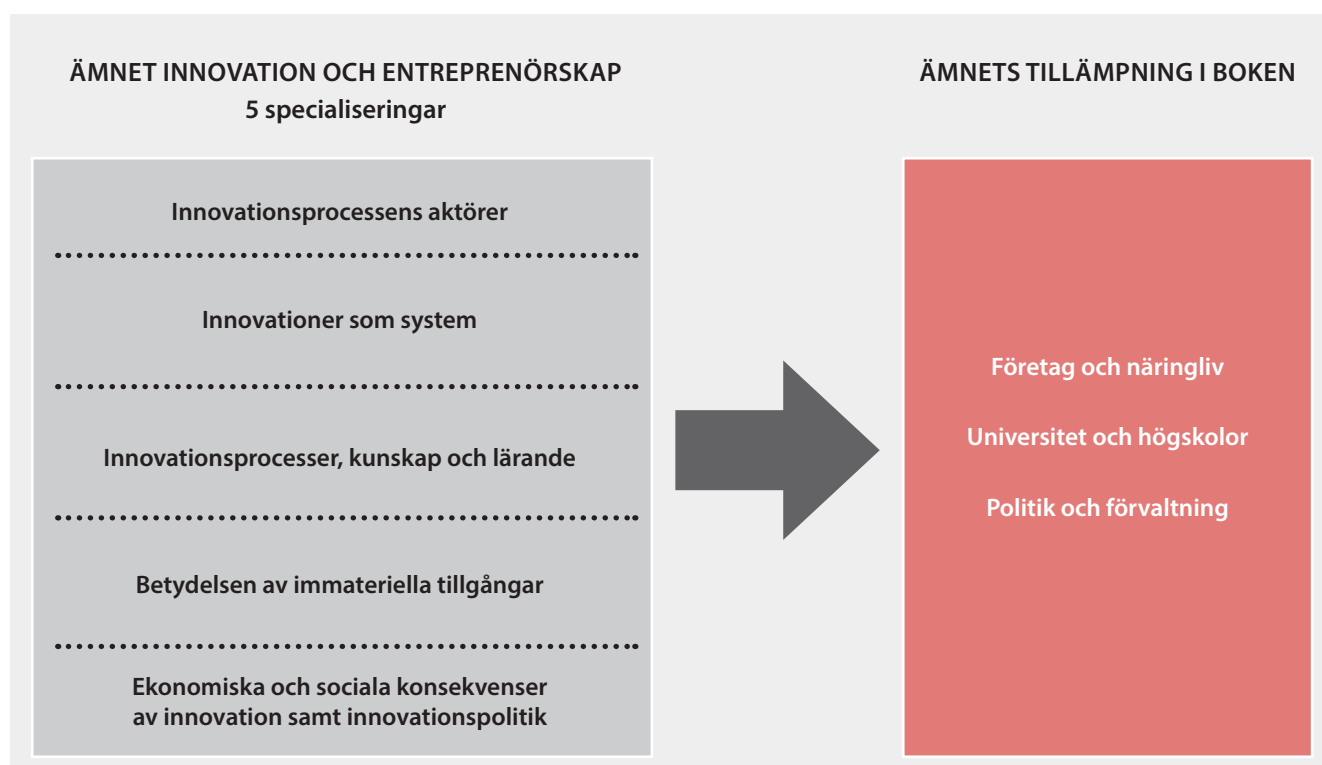 ÄMNET INNOVATION OCH ENTREPRENÖRSKAP
5 specialiseringar
Innovationsprocessens aktörer
Innovationer som system
Innovationsprocesser, kunskap och lärande
Betydelsen av immateriella tillgångar
Ekonomiska och sociala konsekvenser
av innovation samt innovationspolitik
ÄMNETS TILLÄMPNING I BOKEN
Företag och näringliv
Universitet och högskolor
Politik och förvaltning